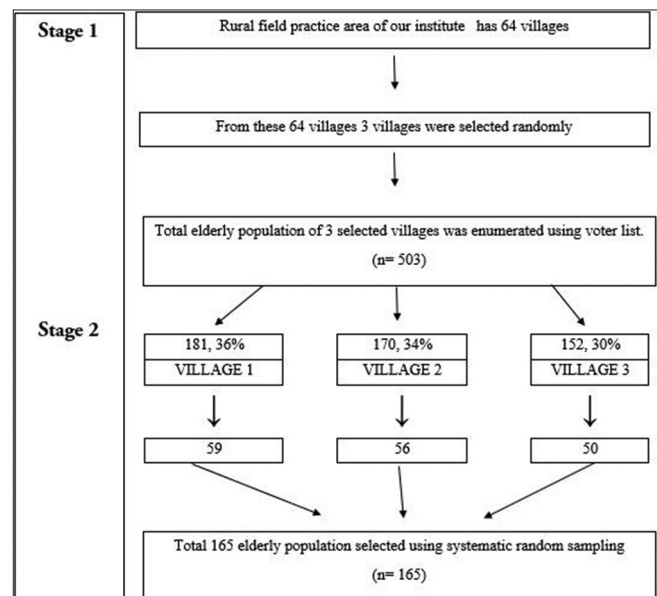 Stage 1
Rural field practice area of our institute has 64 villages
From these 64 villages 3 villages were selected randomly
Total elderly population of 3 selected villages was enumerated using voter list.
(n= 503)
Stage 2
181, 36%
VILLAGE 1
170, 34%
VILLAGE 2
152, 30%
VILLAGE 3
59
56
50
Total 165 elderly population selected using systematic random sampling
(n= 165)